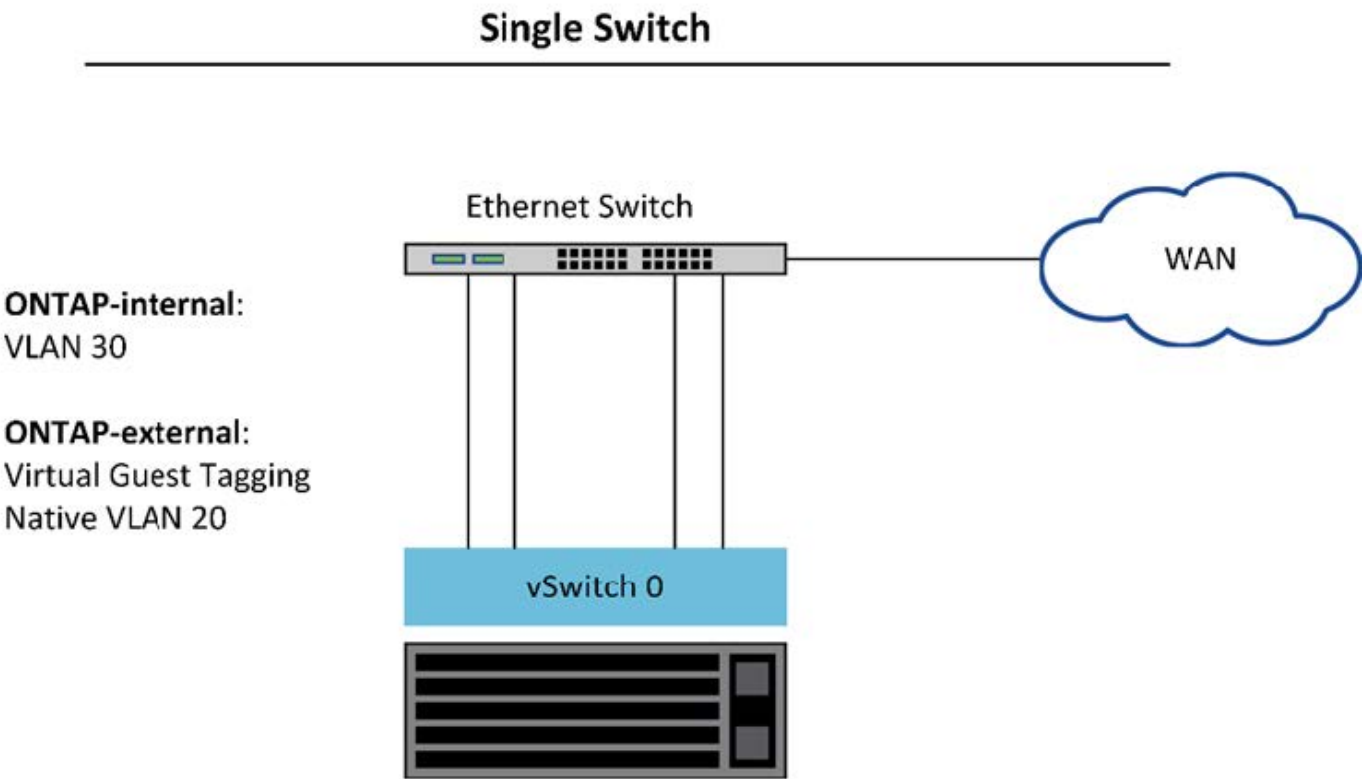 Single Switch
Ethernet Switch
WAN
ONTAP-internal:
VLAN 30
ONTAP-external:
Virtual Guest Tagging
Native VLAN 20
vSwitch 0